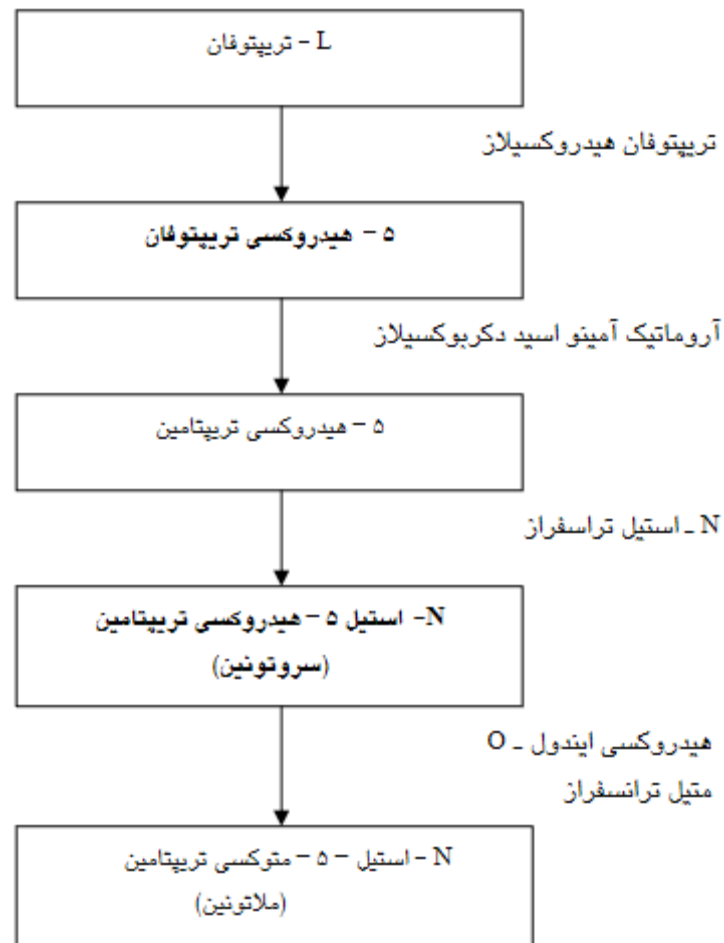 L - تریپتوفان
تریپتوفان هیدروکسیلاز
۵ - هیدروکسی تریپتوفان
آروماتیک آمینو اسید دکربوکسیلاز
۵ - هیدروکسی تریپتامین
N ـ استیل تراسفراز
N- استیل ۵ - هیدروکسی تریپتامین
(سروتونین)
هیدروکسی ایندول ـ O
متیل ترانسفراز
N - استیل - ۵ - متوکسی تریپتامین
(ملاتونین)